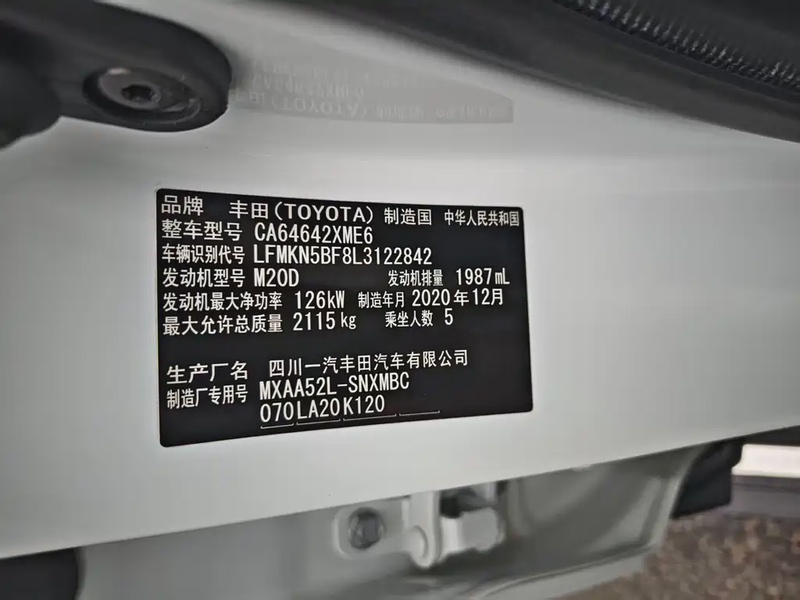 品牌 丰田(TOYOTA) 制造国 中华人民共和国
整车型号 CA64642XME6
车辆识别代号 LFMKN5BF8L3122842
发动机型号 M20D 发动机排量 1987mL
发动机最大净功率 126kW 制造年月 2020年12月
最大允许总质量 2115kg 乘坐人数 5
生产厂名 四川一汽丰田汽车有限公司
制造厂专用号 MXAA52L-SNXMBC
070LA20K120